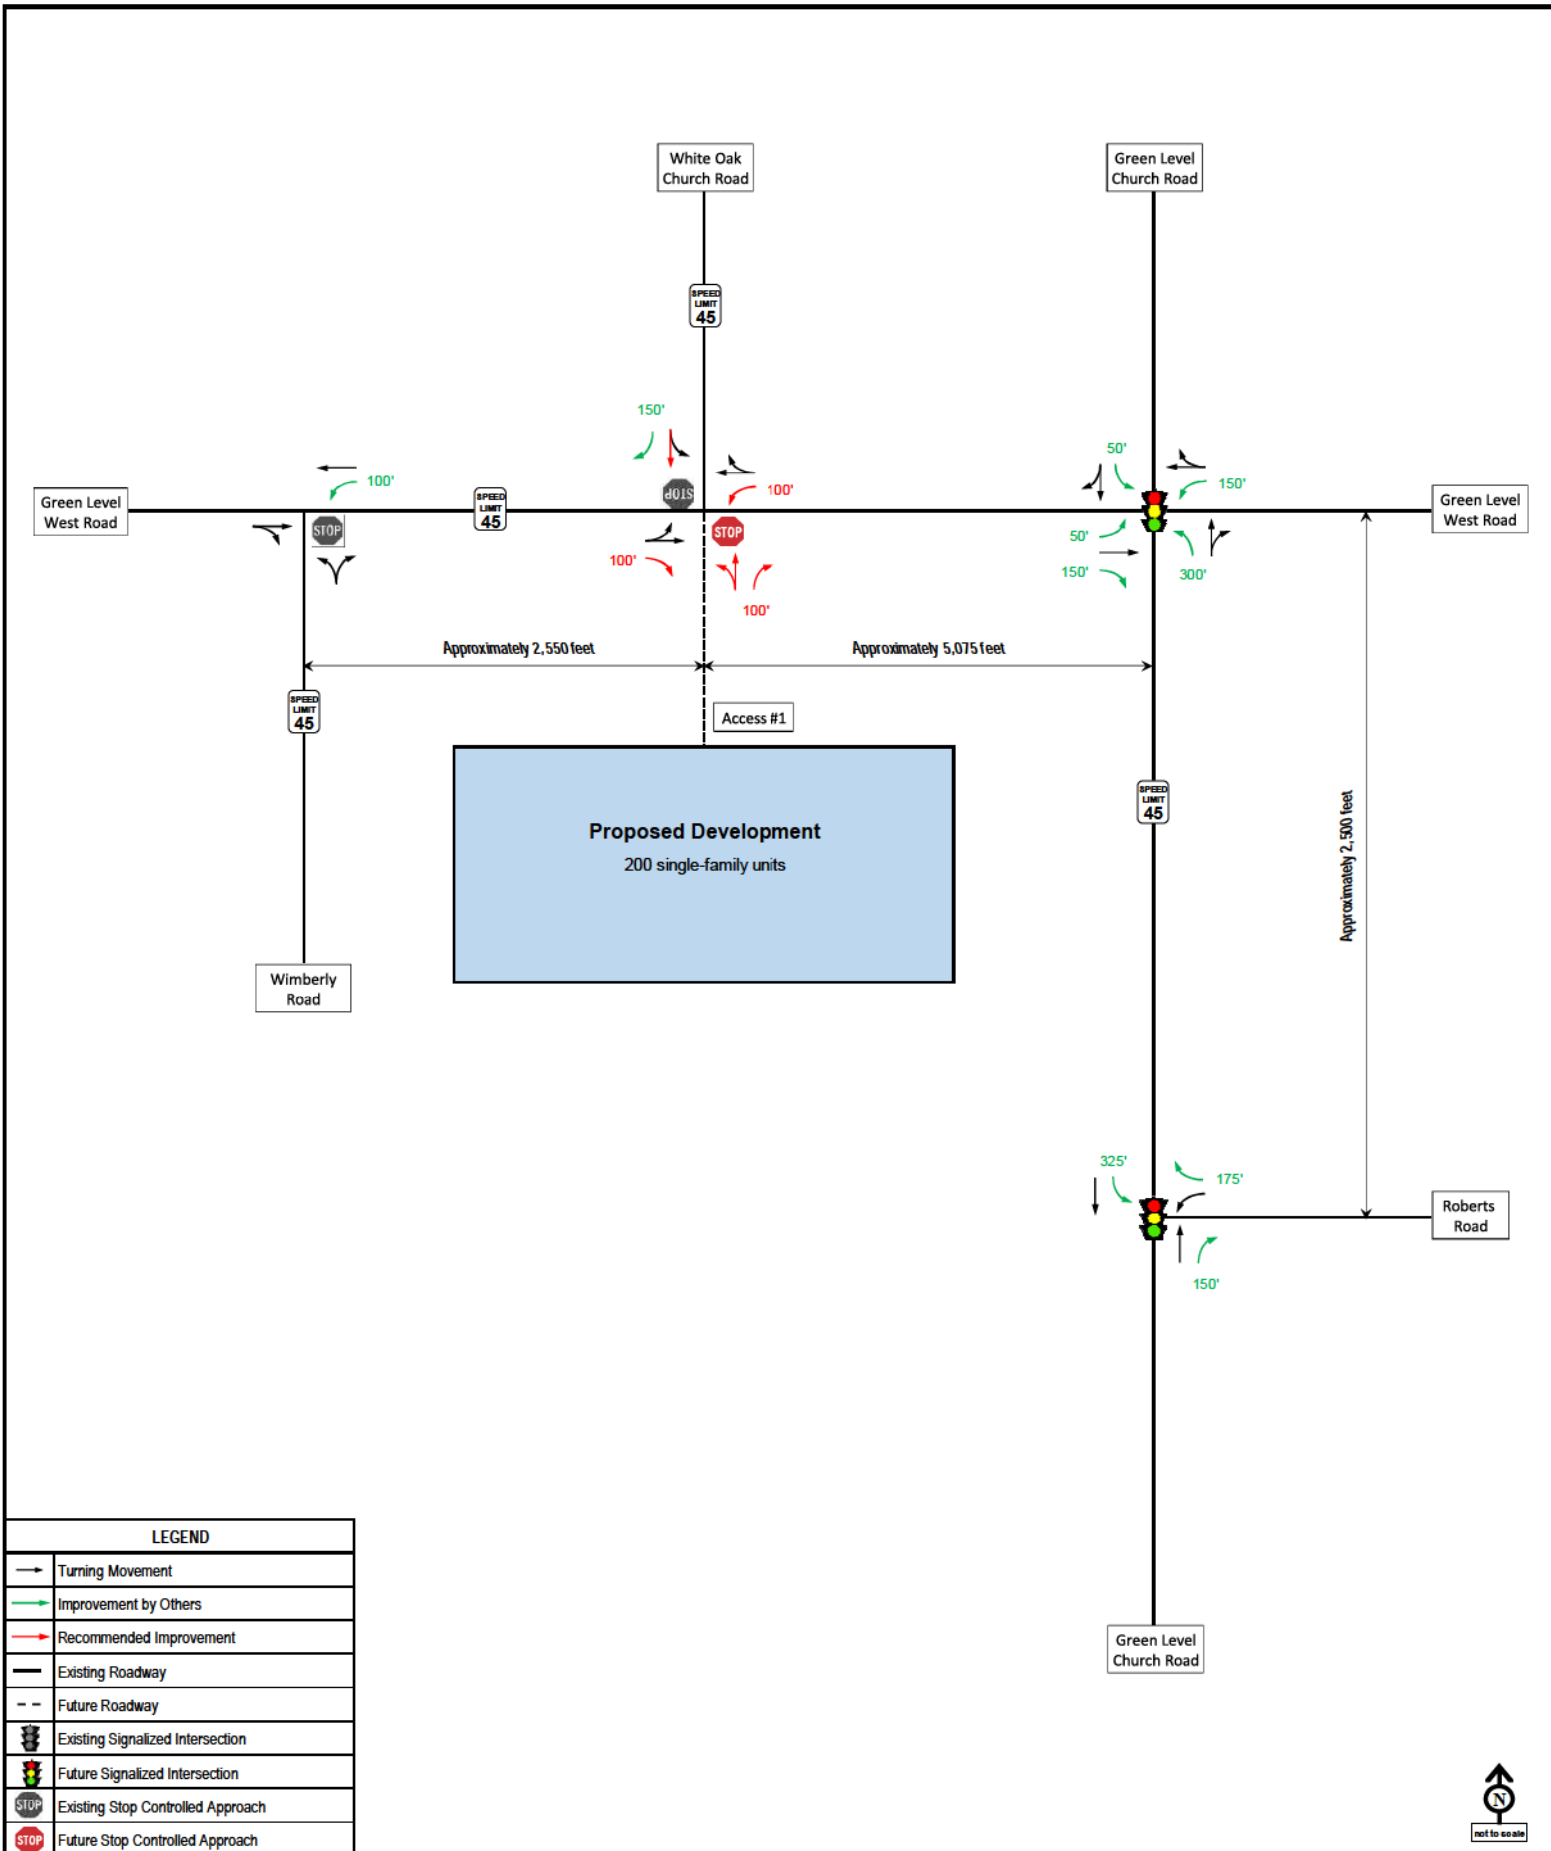 White Oak
Church Road
Green Level
Church Road
SPEED
LIMIT
45
150'
100'
100'
50'
150'
Green Level
West Road
SPEED
LIMIT
45
STOP
STOP
STOP
100'
100'
50'
150'
300'
Green Level
West Road
Approximately 2,550 feet
Approximately 5,075 feet
SPEED
LIMIT
45
Access #1
SPEED
LIMIT
45
Approximately 2,500 feet
Proposed Development
200 single-family units
Wimberly
Road
325'
175'
150'
Roberts
Road
Green Level
Church Road
LEGEND
Turning Movement
Improvement by Others
Recommended Improvement
Existing Roadway
Future Roadway
Existing Signalized Intersection
Future Signalized Intersection
STOP
Existing Stop Controlled Approach
STOP
Future Stop Controlled Approach
N
not to scale